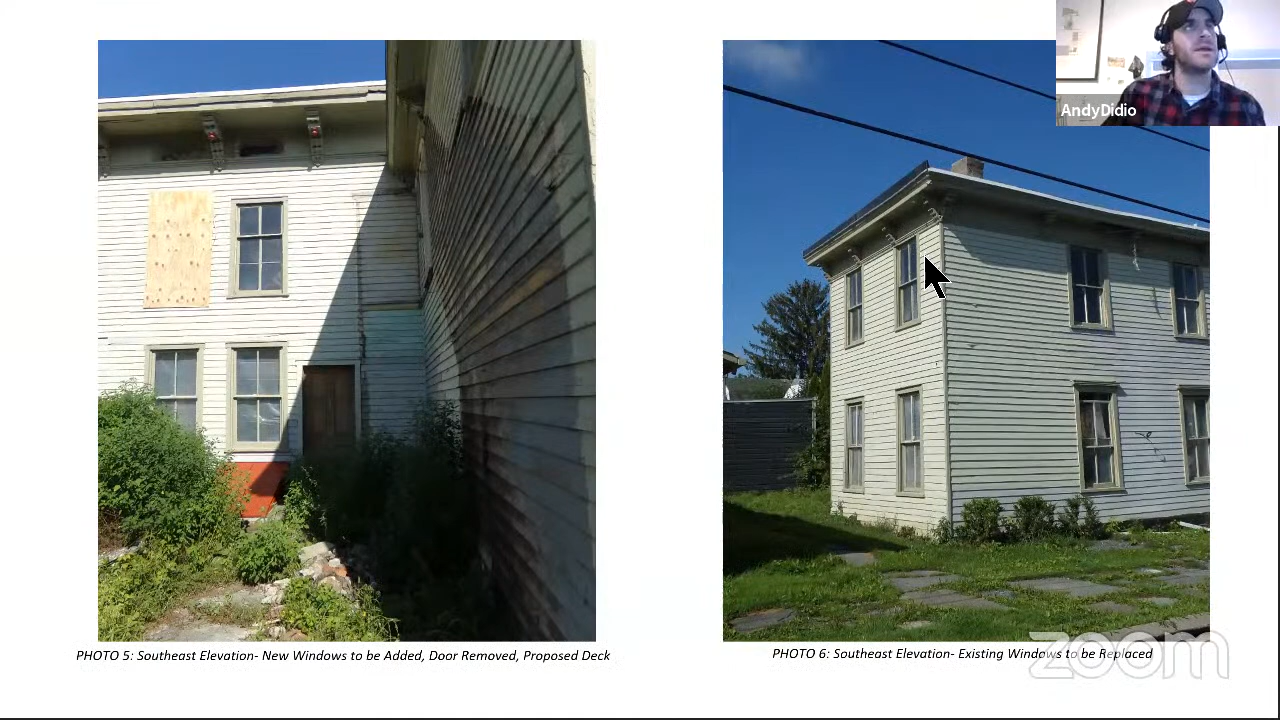 AndyDidio
PHOTO 5: Southeast Elevation- New Windows to be Added, Door Removed, Proposed Deck
PHOTO 6: Southeast Elevation- Existing Windows to be Replaced
zoom